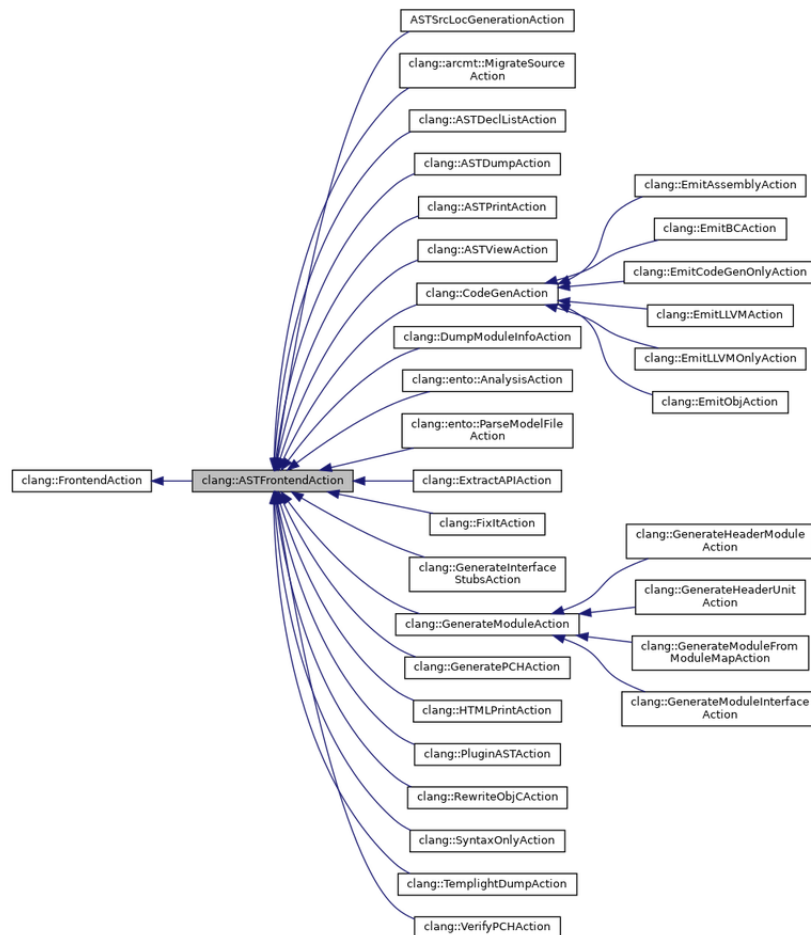 ASTSrcLocGenerationAction
clang::arcmt::MigrateSource
Action
clang::ASTDeclListAction
clang::ASTDumpAction
clang::ASTPrintAction
clang::ASTViewAction
clang::CodeGenAction
clang::DumpModuleInfoAction
clang::ento::AnalysisAction
clang::ento::ParseModelFile
Action
clang::FrontendAction
clang::ASTFrontendAction
clang::ExtractAPIAction
clang::FixItAction
clang::GenerateInterface
StubsAction
clang::GenerateModuleAction
clang::GeneratePCHAction
clang::HTMLPrintAction
clang::PluginASTAction
clang::RewriteObjCAction
clang::SyntaxOnlyAction
clang::TemplightDumpAction
clang::VerifyPCHAction
clang::EmitAssemblyAction
clang::EmitBCAction
clang::EmitCodeGenOnlyAction
clang::EmitLLVMAction
clang::EmitLLVMOnlyAction
clang::EmitObjAction
clang::GenerateHeaderModule
Action
clang::GenerateHeaderUnit
Action
clang::GenerateModuleFrom
ModuleMapAction
clang::GenerateModuleInterface
Action